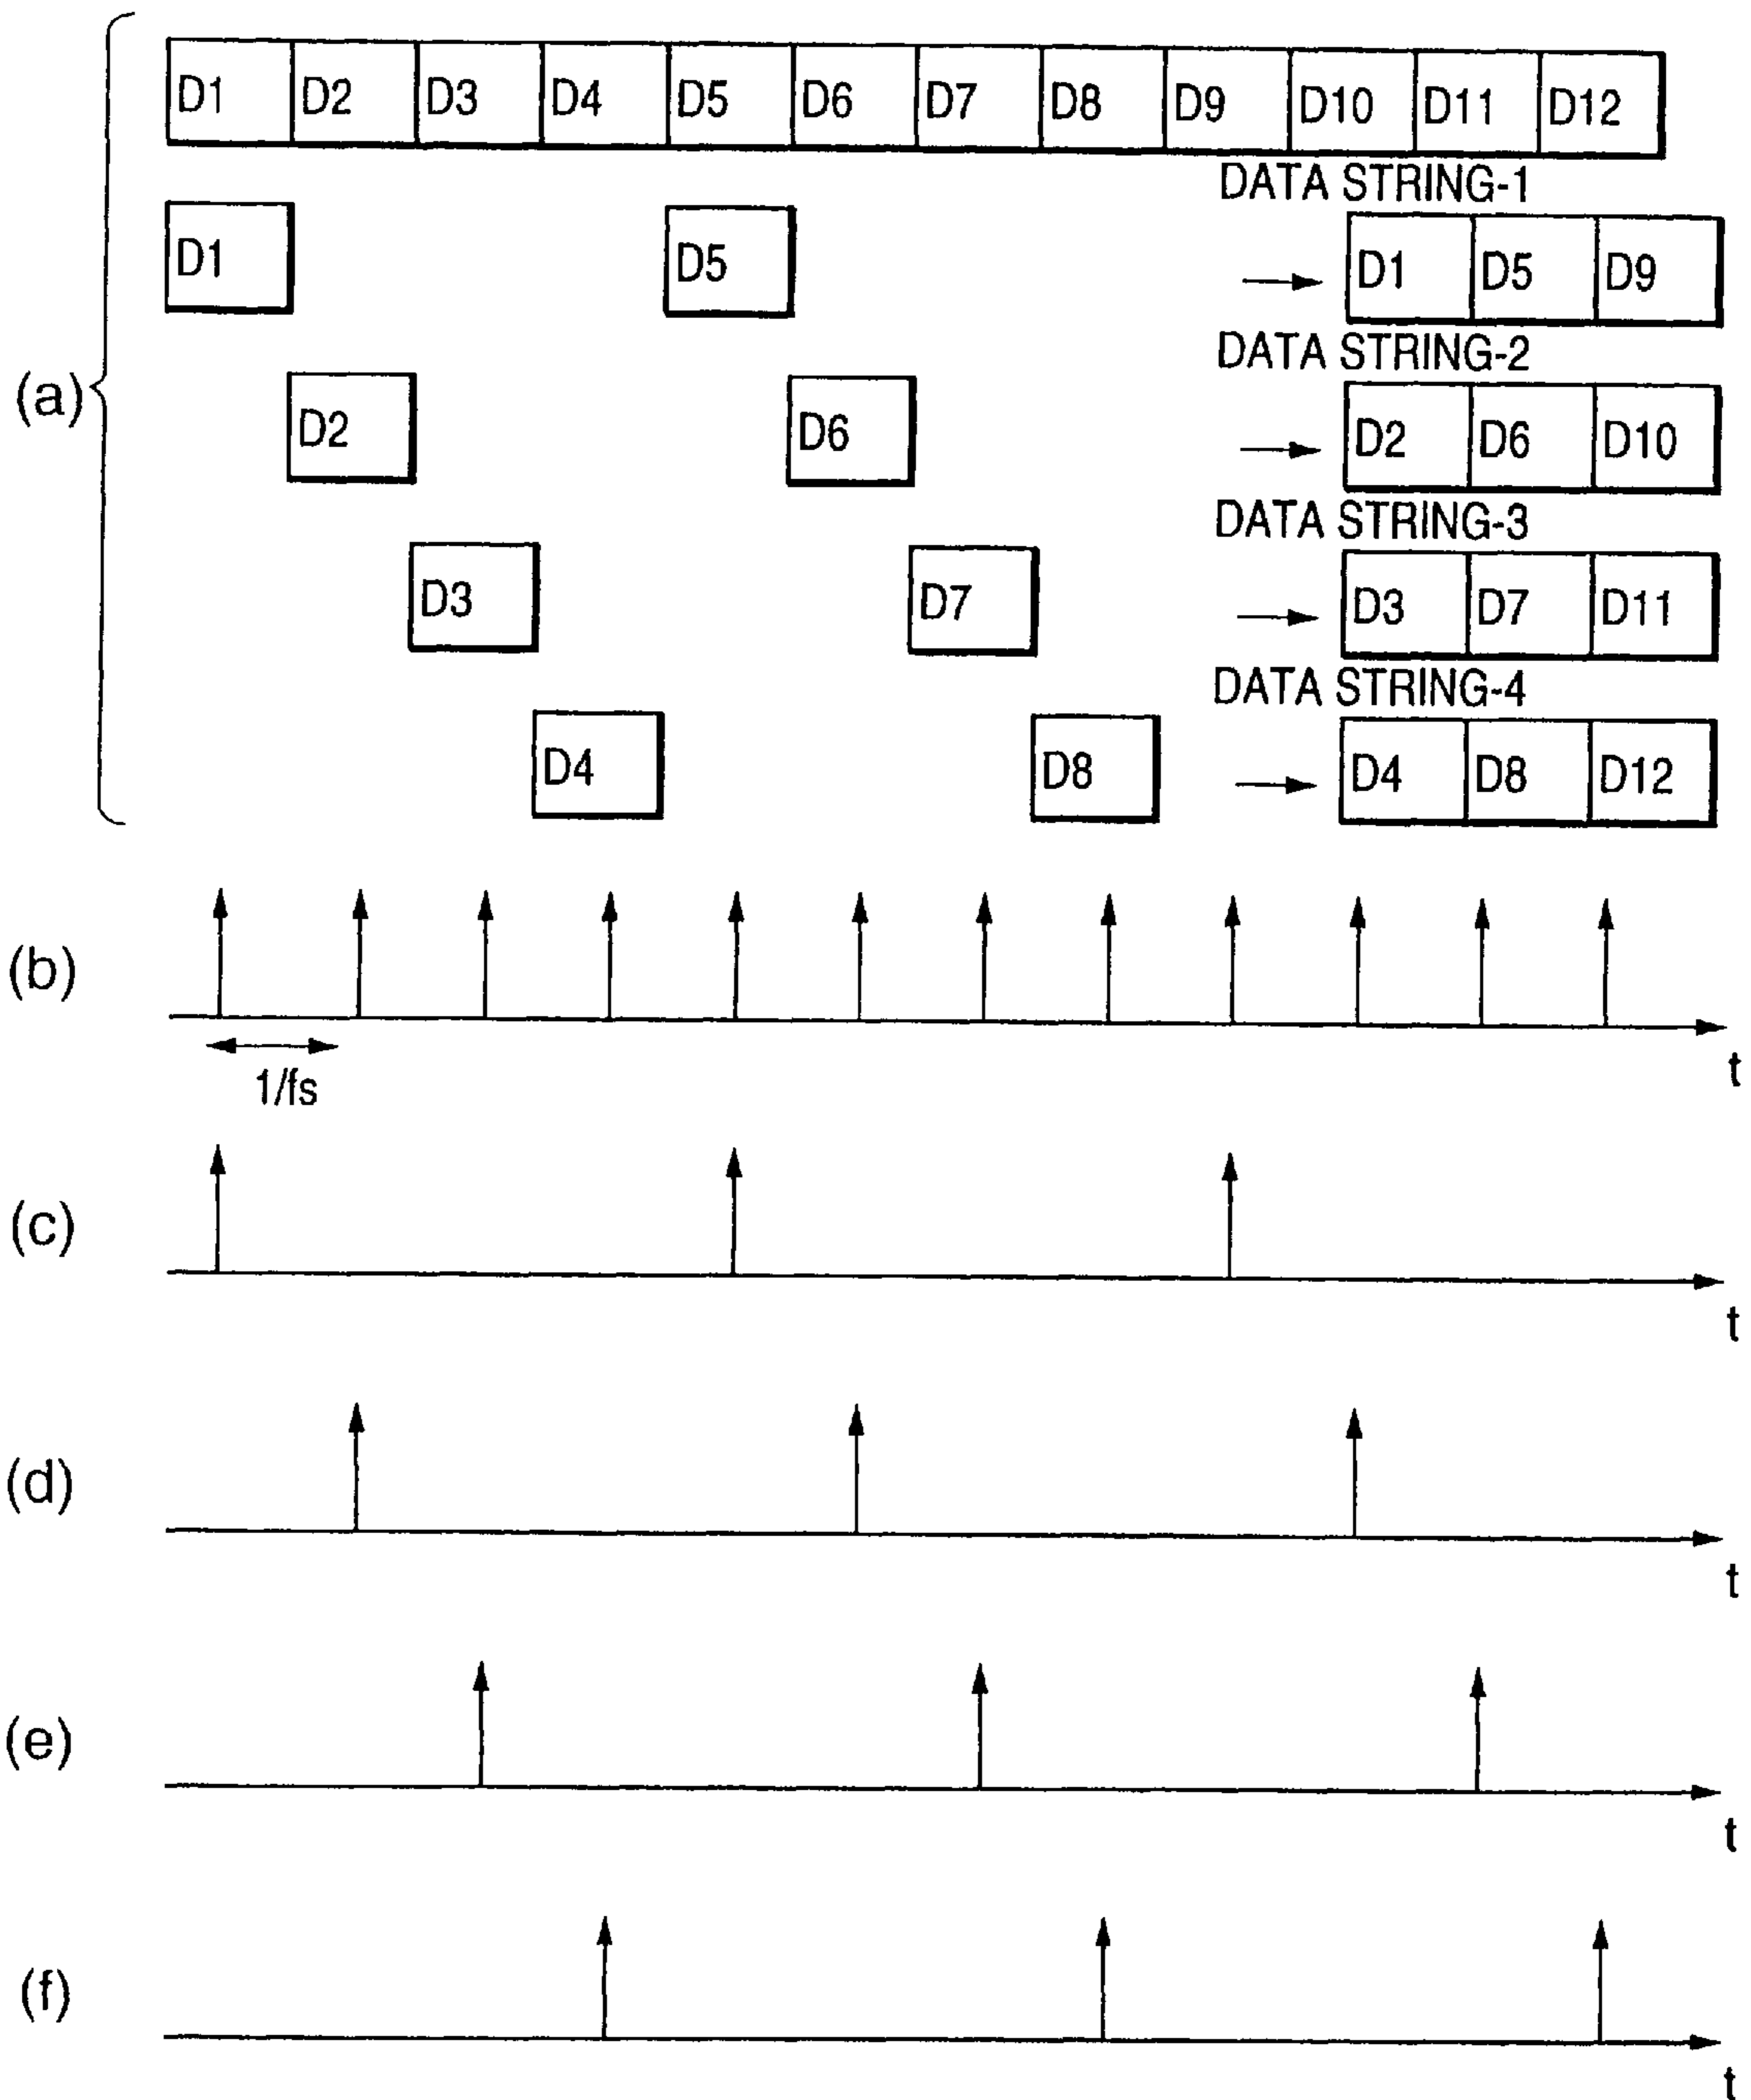 D1 D2 D3 D4 D5 D6 D7 D8 D9 D10 D11 D12
DATA STRING-1
D1 D5 D1 D5 D9
DATA STRING-2
(a)
D2 D6 D2 D6 D10
DATA STRING-3
D3 D7 D3 D7 D11
DATA STRING-4
D4 D8 D4 D8 D12
(b)
t
1/fs
(c)
t
(d)
t
(e)
t
(f)
t